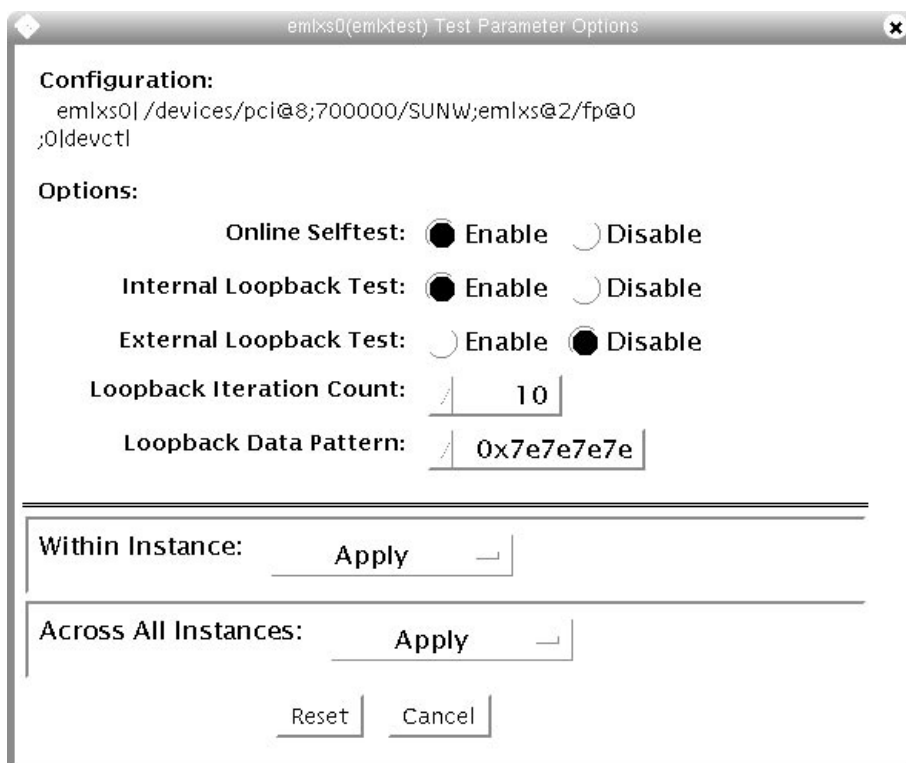 emlxs0(emlxtest) Test Parameter Options
Configuration:
emlxs0| /devices/pci@8;700000/SUNW;emlxs@2/fp@0
;0|devctl
Options:
Online Selftest: Enable Disable
Internal Loopback Test: Enable Disable
External Loopback Test: Enable Disable
Loopback Iteration Count: 10
Loopback Data Pattern: 0x7e7e7e7e
Within Instance: Apply
Across All Instances: Apply
Reset Cancel